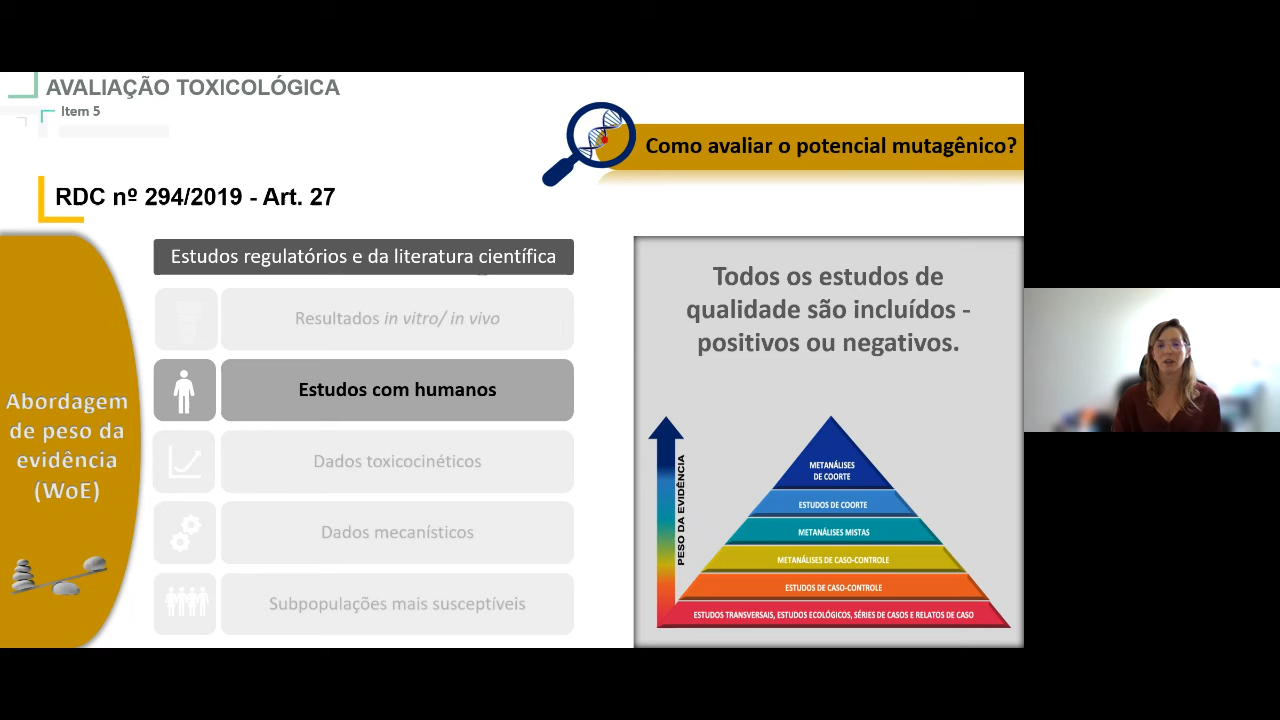 AVALIAÇÃO TOXICOLÓGICA
Item 5
Como avaliar o potencial mutagênico?
RDC nº 294/2019 - Art. 27
Abordagem
de peso da
evidência
(WoE)
Estudos regulatórios e da literatura científica
Resultados in vitro/ in vivo
Estudos com humanos
Dados toxicocinéticos
Dados mecanísticos
Subpopulações mais susceptíveis
Todos os estudos de
qualidade são incluídos -
positivos ou negativos.
PESO DA EVIDÊNCIA
METANÁLISES
DE COORTE
ESTUDOS DE COORTE
METANÁLISES MISTAS
METANÁLISES DE CASO-CONTROLE
ESTUDOS DE CASO-CONTROLE
ESTUDOS TRANSVERSAIS, ESTUDOS ECOLÓGICOS, SÉRIES DE CASOS E RELATOS DE CASO